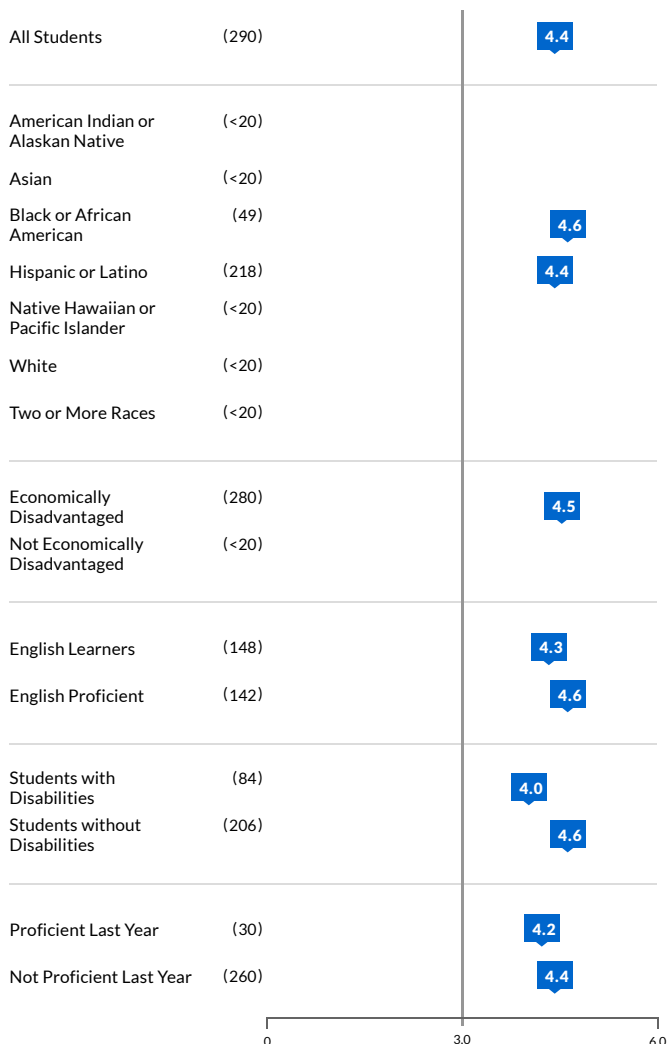 All Students (290) 4.4
American Indian or (<20)
Alaskan Native
Asian (<20)
Black or African (49) 4.6
American
Hispanic or Latino (218) 4.4
Native Hawaiian or (<20)
Pacific Islander
White (<20)
Two or More Races (<20)
Economically (280) 4.5
Disadvantaged
Not Economically (<20)
Disadvantaged
English Learners (148) 4.3
English Proficient (142) 4.6
Students with (84) 4.0
Disabilities
Students without (206) 4.6
Disabilities
Proficient Last Year (30) 4.2
Not Proficient Last Year (260) 4.4
0 3.0 6.0